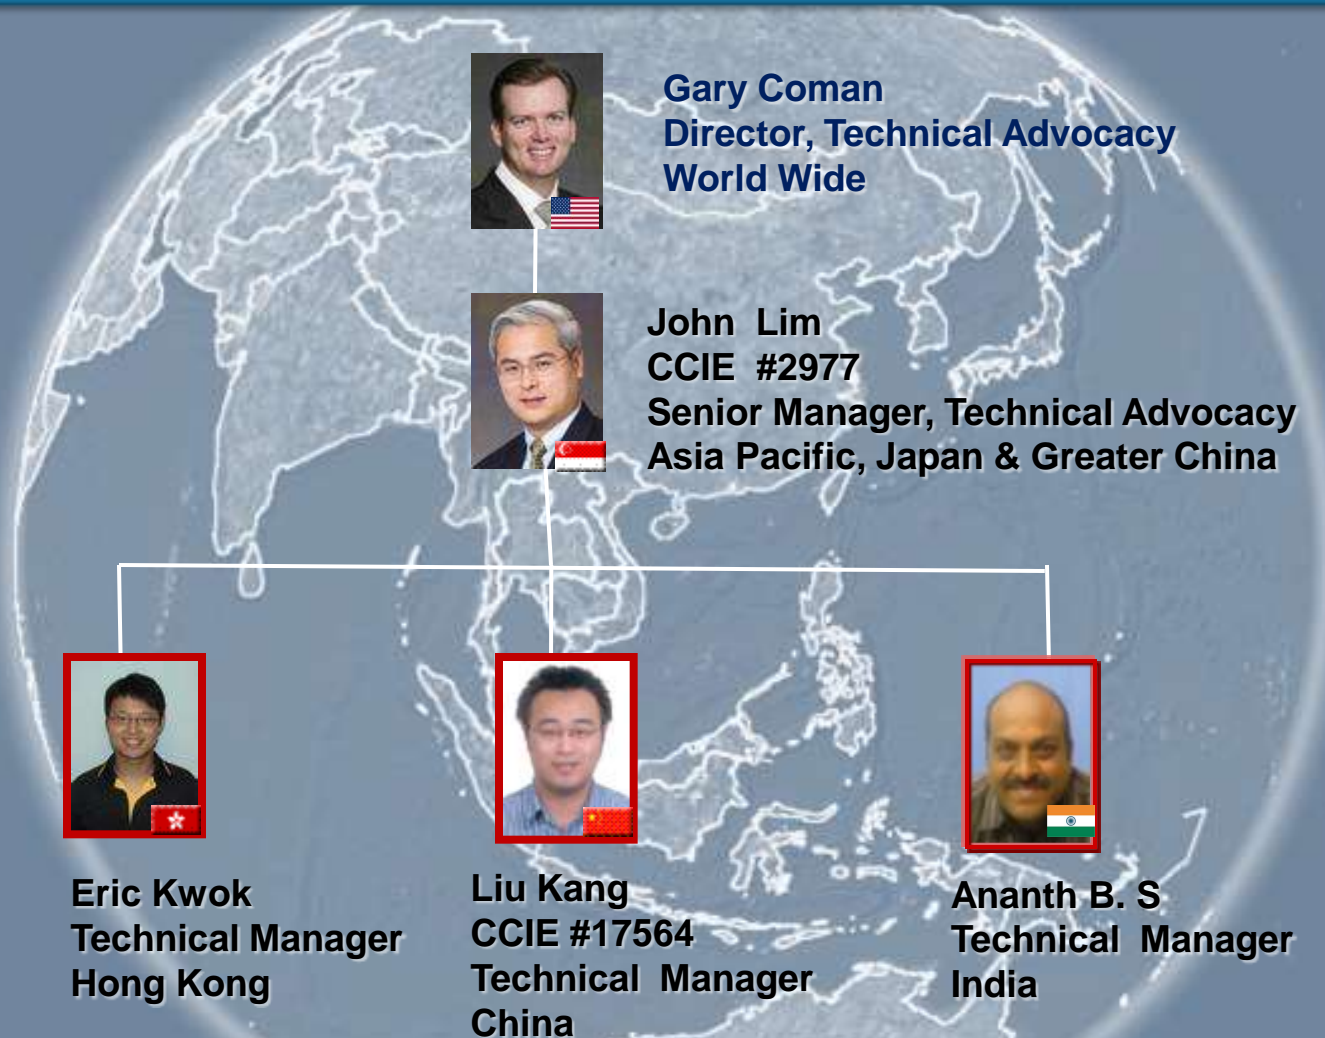 Gary Coman
Director, Technical Advocacy
World Wide
John Lim
CCIE #2977
Senior Manager, Technical Advocacy
Asia Pacific, Japan & Greater China
Eric Kwok
Technical Manager
Hong Kong
Liu Kang
CCIE #17564
Technical Manager
China
Ananth B. S
Technical Manager
India